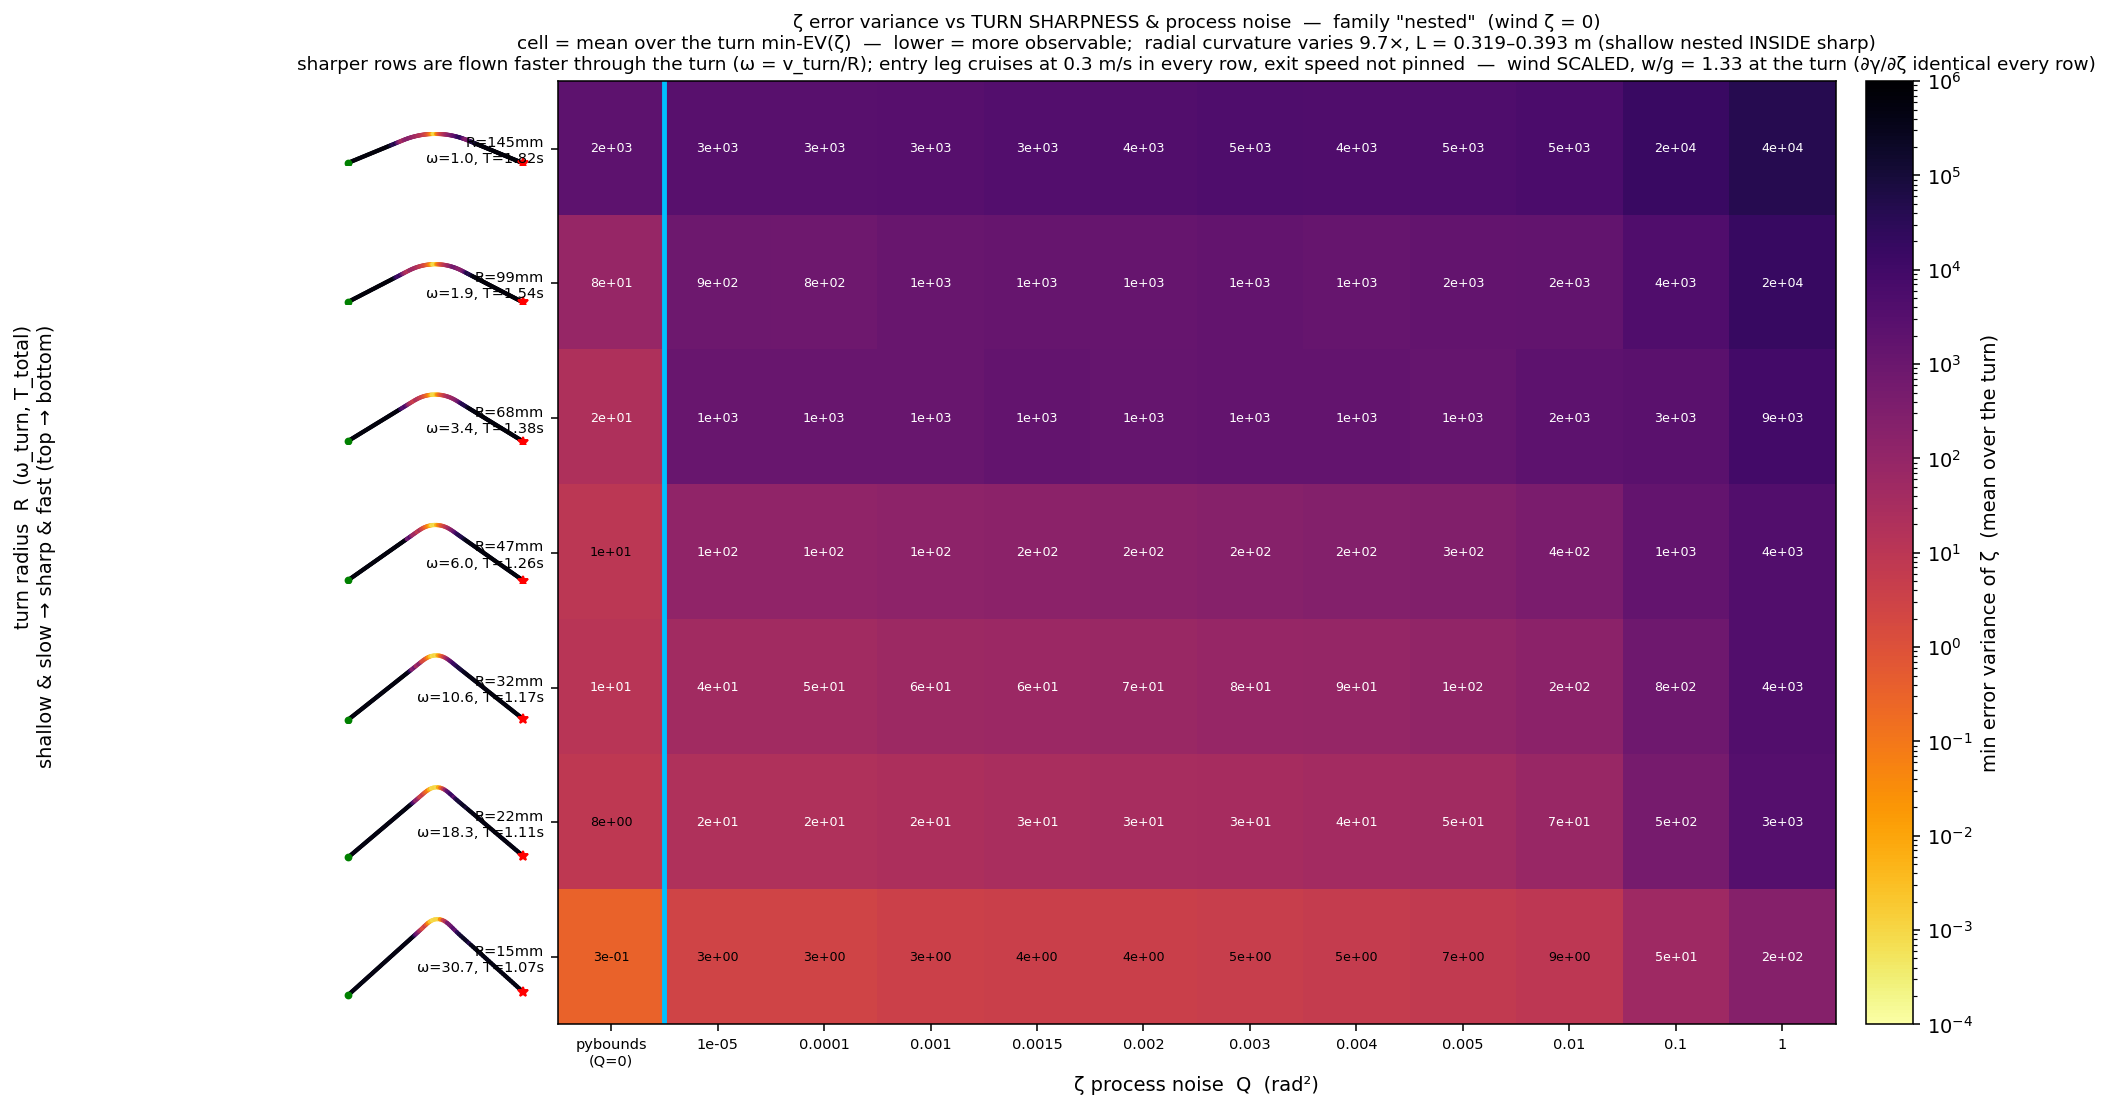 ζ error variance vs TURN SHARPNESS & process noise — family "nested" (wind ζ = 0)
cell = mean over the turn min-EV(ζ) — lower = more observable; radial curvature varies 9.7×, L = 0.319–0.393 m (shallow nested INSIDE sharp)
sharper rows are flown faster through the turn (ω = v_turn/R); entry leg cruises at 0.3 m/s in every row, exit speed not pinned — wind SCALED, w/g = 1.33 at the turn (∂γ/∂ζ identical every row)
turn radius R (ω_turn, T_total)
shallow & slow → sharp & fast (top → bottom)
R=145mm
ω=1.0, T=1.82s
2e+03 3e+03 3e+03 3e+03 3e+03 4e+03 5e+03 4e+03 5e+03 5e+03 2e+04 4e+04
R=99mm
ω=1.9, T=1.54s
8e+01 9e+02 8e+02 1e+03 1e+03 1e+03 1e+03 1e+03 2e+03 2e+03 4e+03 2e+04
R=68mm
ω=3.4, T=1.38s
2e+01 1e+03 1e+03 1e+03 1e+03 1e+03 1e+03 1e+03 1e+03 2e+03 3e+03 9e+03
R=47mm
ω=6.0, T=1.26s
1e+01 1e+02 1e+02 1e+02 2e+02 2e+02 2e+02 2e+02 3e+02 4e+02 1e+03 4e+03
R=32mm
ω=10.6, T=1.17s
1e+01 4e+01 5e+01 6e+01 6e+01 7e+01 8e+01 9e+01 1e+02 2e+02 8e+02 4e+03
R=22mm
ω=18.3, T=1.11s
8e+00 2e+01 2e+01 2e+01 3e+01 3e+01 3e+01 4e+01 5e+01 7e+01 5e+02 3e+03
R=15mm
ω=30.7, T=1.07s
3e-01 3e+00 3e+00 3e+00 4e+00 4e+00 5e+00 5e+00 7e+00 9e+00 5e+01 2e+02
pybounds 1e-05 0.0001 0.001 0.0015 0.002 0.003 0.004 0.005 0.01 0.1 1
(Q=0)
ζ process noise Q (rad²)
10⁶
10⁵
10⁴
10³
10²
10¹
10⁰
10⁻¹
10⁻²
10⁻³
10⁻⁴
min error variance of ζ (mean over the turn)